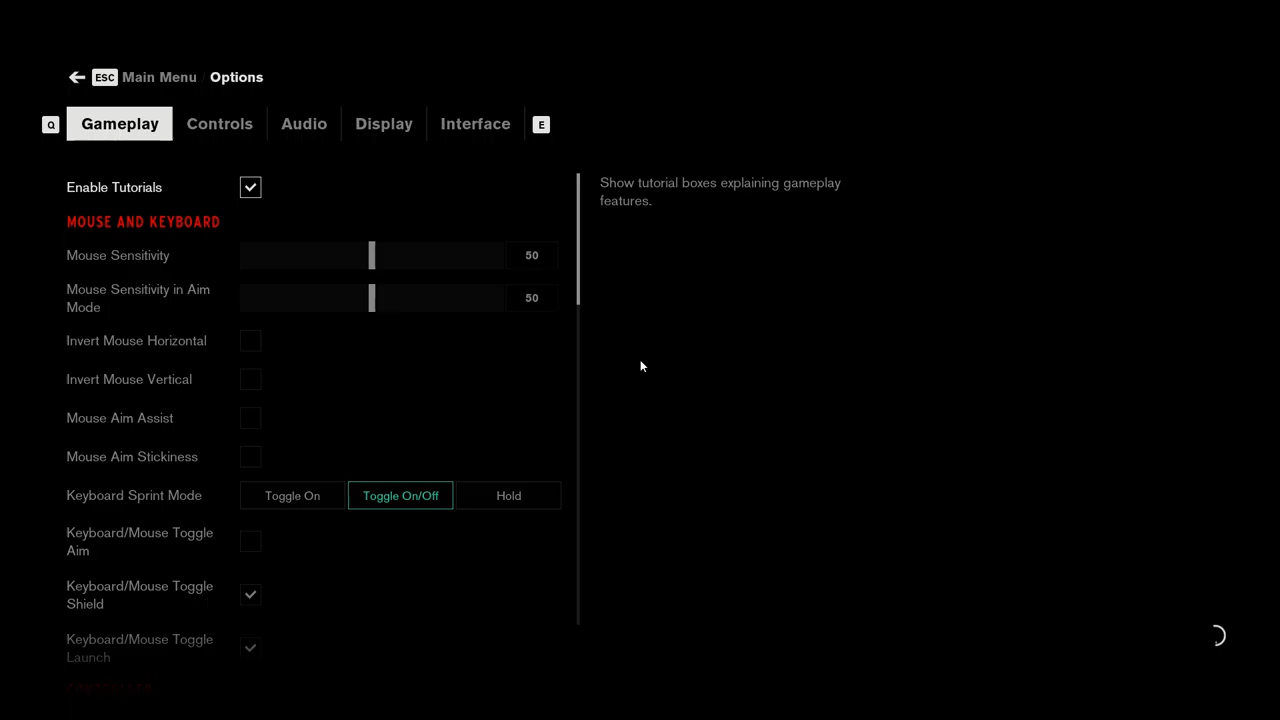 ESC Main Menu / Options
Q Gameplay Controls Audio Display Interface E
Enable Tutorials
Show tutorial boxes explaining gameplay
features.
MOUSE AND KEYBOARD
Mouse Sensitivity 50
Mouse Sensitivity in Aim
Mode
50
Invert Mouse Horizontal
Invert Mouse Vertical
Mouse Aim Assist
Mouse Aim Stickiness
Keyboard Sprint Mode Toggle On Toggle On/Off Hold
Keyboard/Mouse Toggle
Aim
Keyboard/Mouse Toggle
Shield
Keyboard/Mouse Toggle
Launch